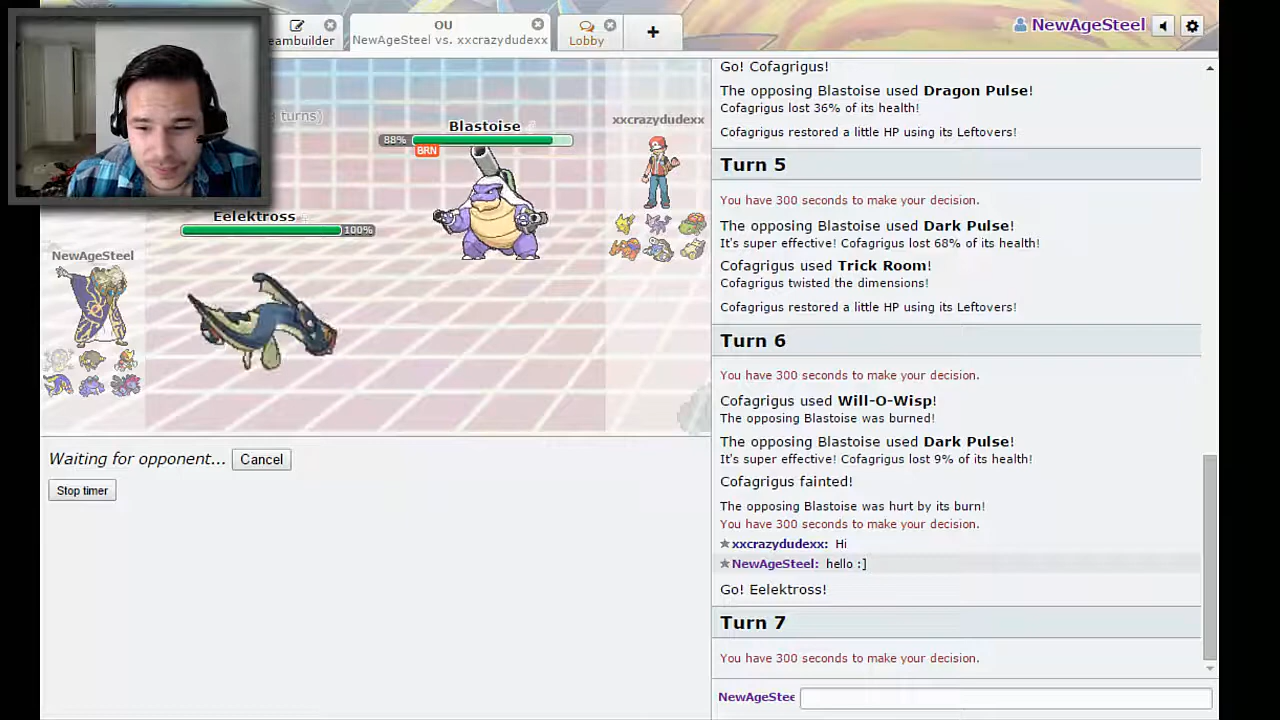 eambuilder
OU
NewAgeSteel vs. xxcrazydudexx
Lobby
+
NewAgeSteel
turns)
Blastoise
88%
BRN
xxcrazydudexx
Eelektross
100%
NewAgeSteel
Waiting for opponent...
Cancel
Stop timer
Go! Cofagrigus!
The opposing Blastoise used Dragon Pulse!
Cofagrigus lost 36% of its health!
Cofagrigus restored a little HP using its Leftovers!
Turn 5
You have 300 seconds to make your decision.
The opposing Blastoise used Dark Pulse!
It's super effective! Cofagrigus lost 68% of its health!
Cofagrigus used Trick Room!
Cofagrigus twisted the dimensions!
Cofagrigus restored a little HP using its Leftovers!
Turn 6
You have 300 seconds to make your decision.
Cofagrigus used Will-O-Wisp!
The opposing Blastoise was burned!
The opposing Blastoise used Dark Pulse!
It's super effective! Cofagrigus lost 9% of its health!
Cofagrigus fainted!
The opposing Blastoise was hurt by its burn!
You have 300 seconds to make your decision.
★xxcrazydudexx: Hi
★NewAgeSteel: hello :]
Go! Eelektross!
Turn 7
You have 300 seconds to make your decision.
NewAgeStee